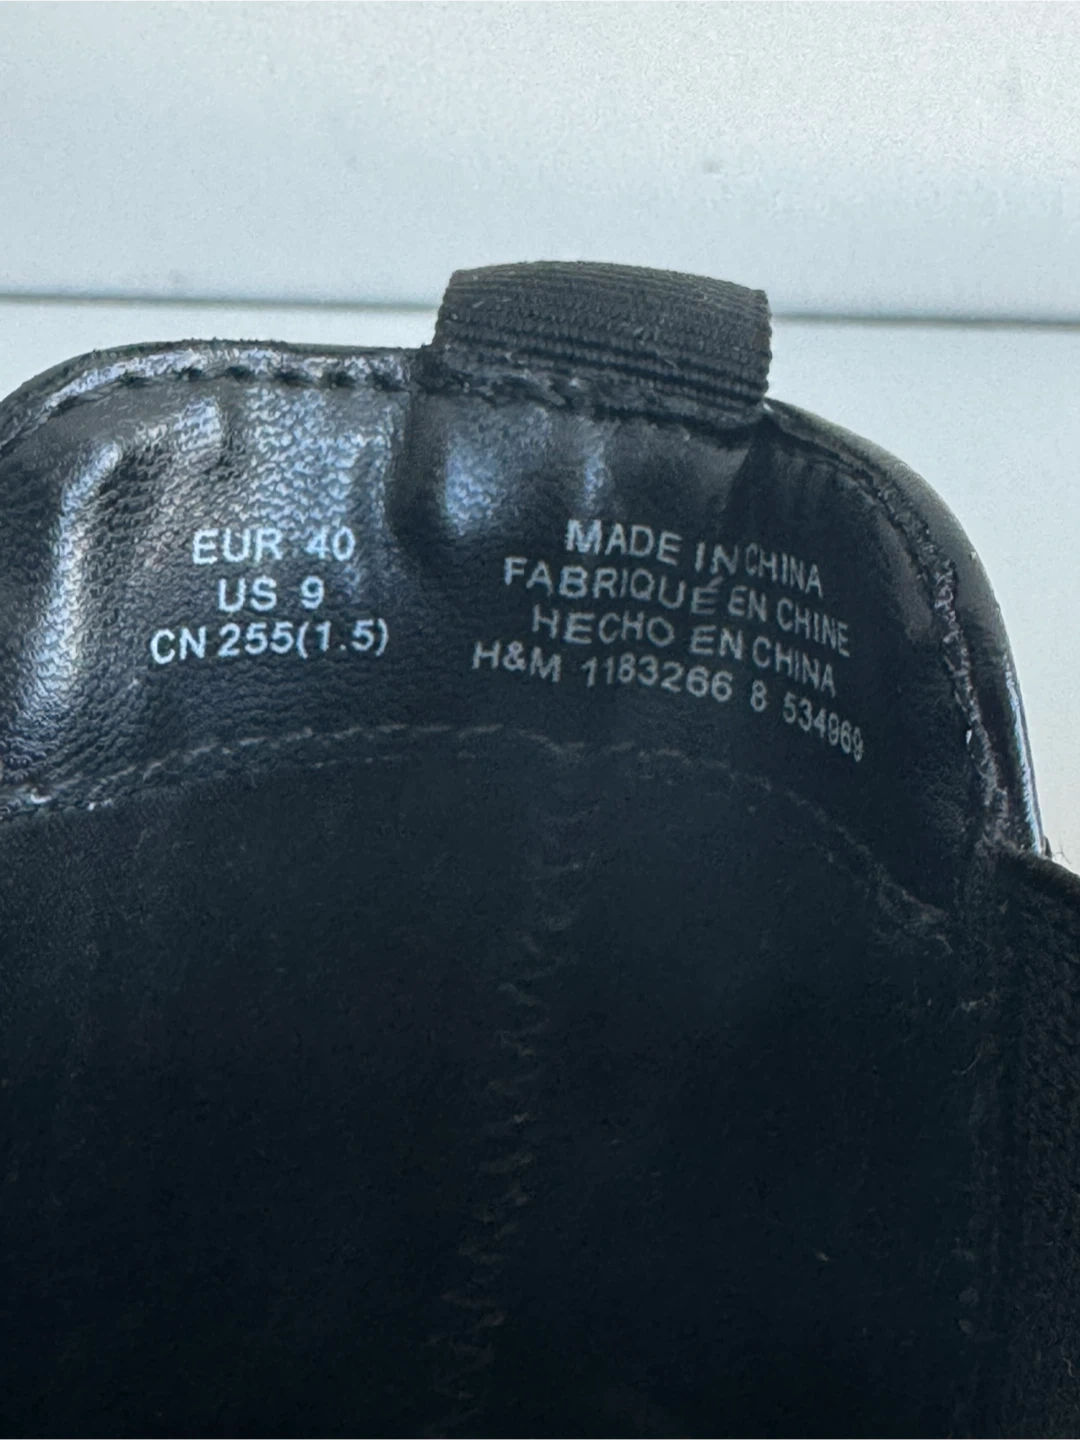 EUR 40
US 9
CN 255(1.5)
MADE IN CHINA
FABRIQUÉ EN CHINE
HECHO EN CHINA
H&M 1183266 8 534969